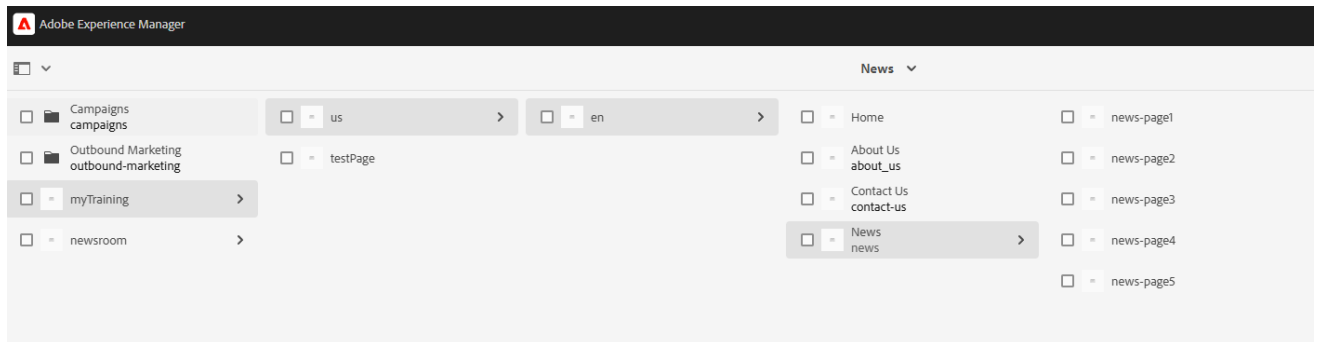 Adobe Experience Manager
News
Campaigns
campaigns
Outbound Marketing
outbound-marketing
myTraining
newsroom
us
testPage
en
Home
About Us
about_us
Contact Us
contact-us
News
news
news-page1
news-page2
news-page3
news-page4
news-page5